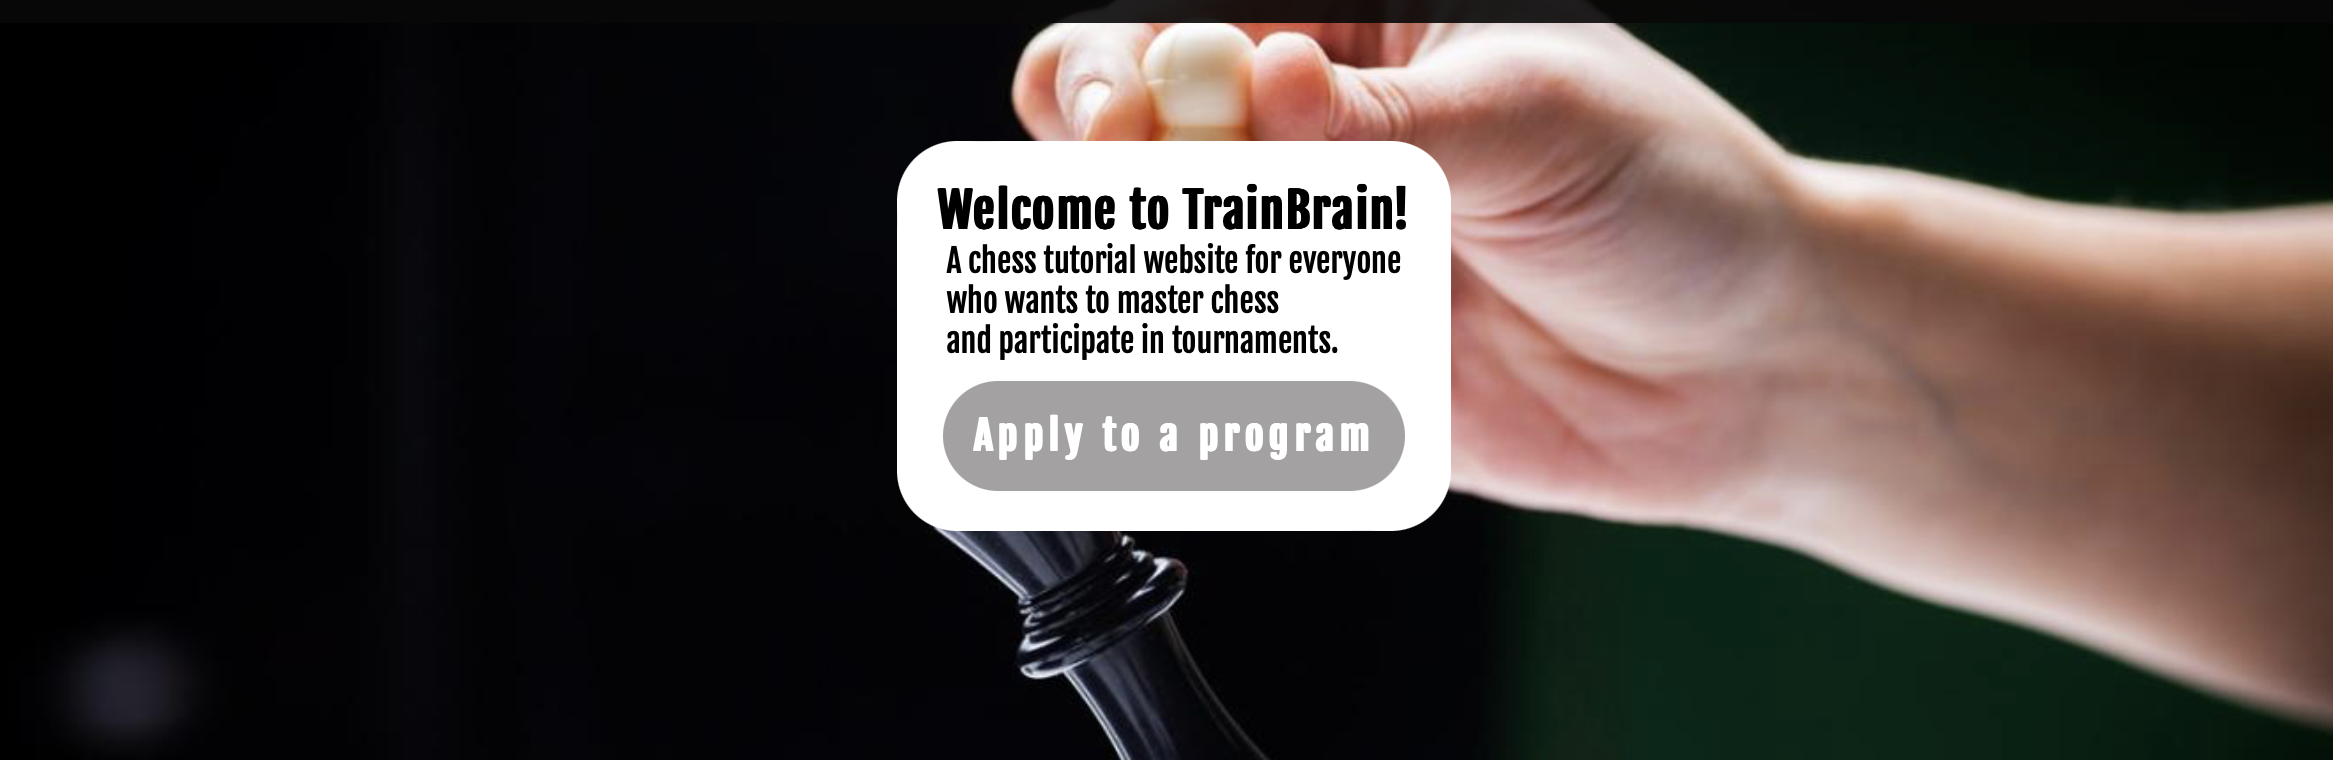 Welcome to TrainBrain!
A chess tutorial website for everyone
who wants to master chess
and participate in tournaments.
Apply to a program